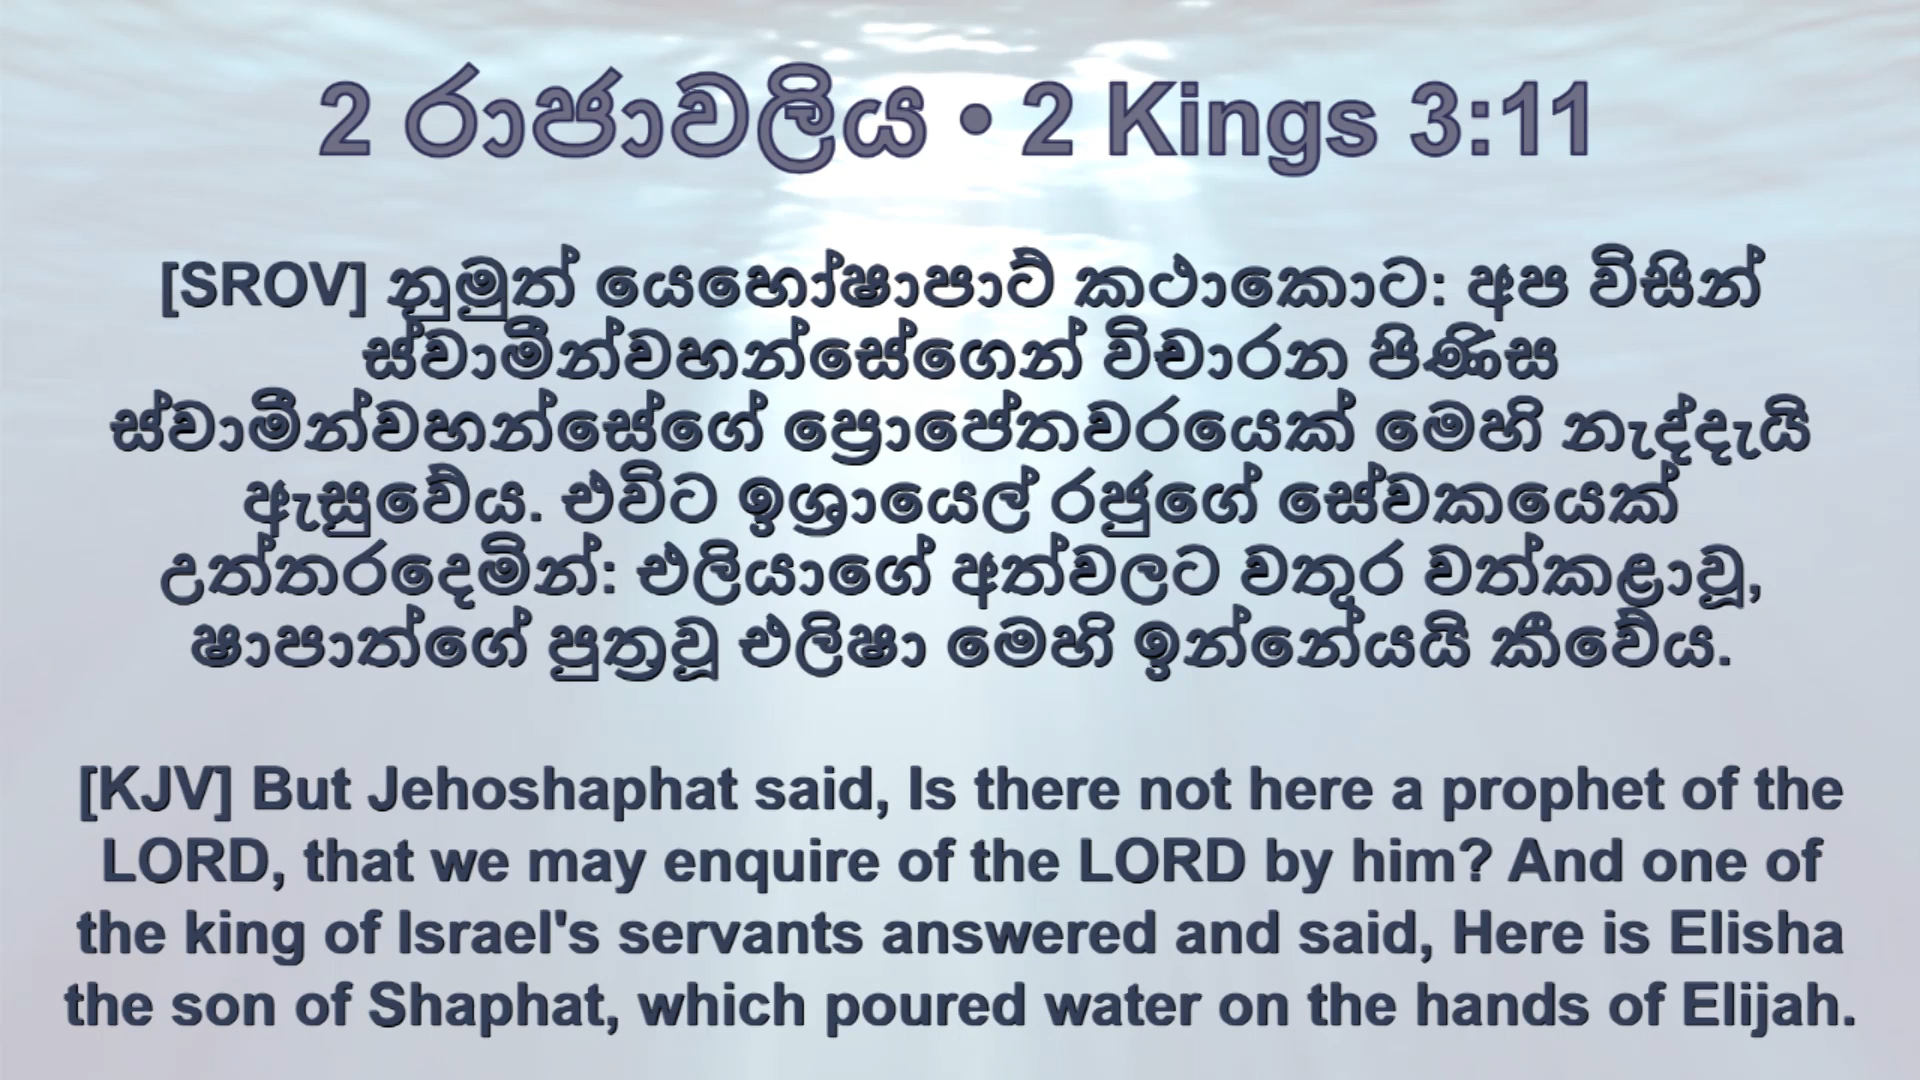 2 රාජාවලිය • 2 Kings 3:11
[SROV] නුමුත් යෙහෝෂාපාට් කථාකොට: අප විසින්
ස්වාමීන්වහන්සේගෙන් විචාරන පිණිස
ස්වාමීන්වහන්සේගේ ප්‍රොපේතවරයෙක් මෙහි නැද්දැයි
ඇසුවේය. එවිට ඉශ්‍රායෙල් රජුගේ සේවකයෙක්
උත්තරදෙමින්: එලියාගේ අත්වලට වතුර වත්කළාවූ,
ෂාපාත්ගේ පුත්‍රවූ එලිෂා මෙහි ඉන්නේයයි කීවේය.
[KJV] But Jehoshaphat said, Is there not here a prophet of the
LORD, that we may enquire of the LORD by him? And one of
the king of Israel's servants answered and said, Here is Elisha
the son of Shaphat, which poured water on the hands of Elijah.